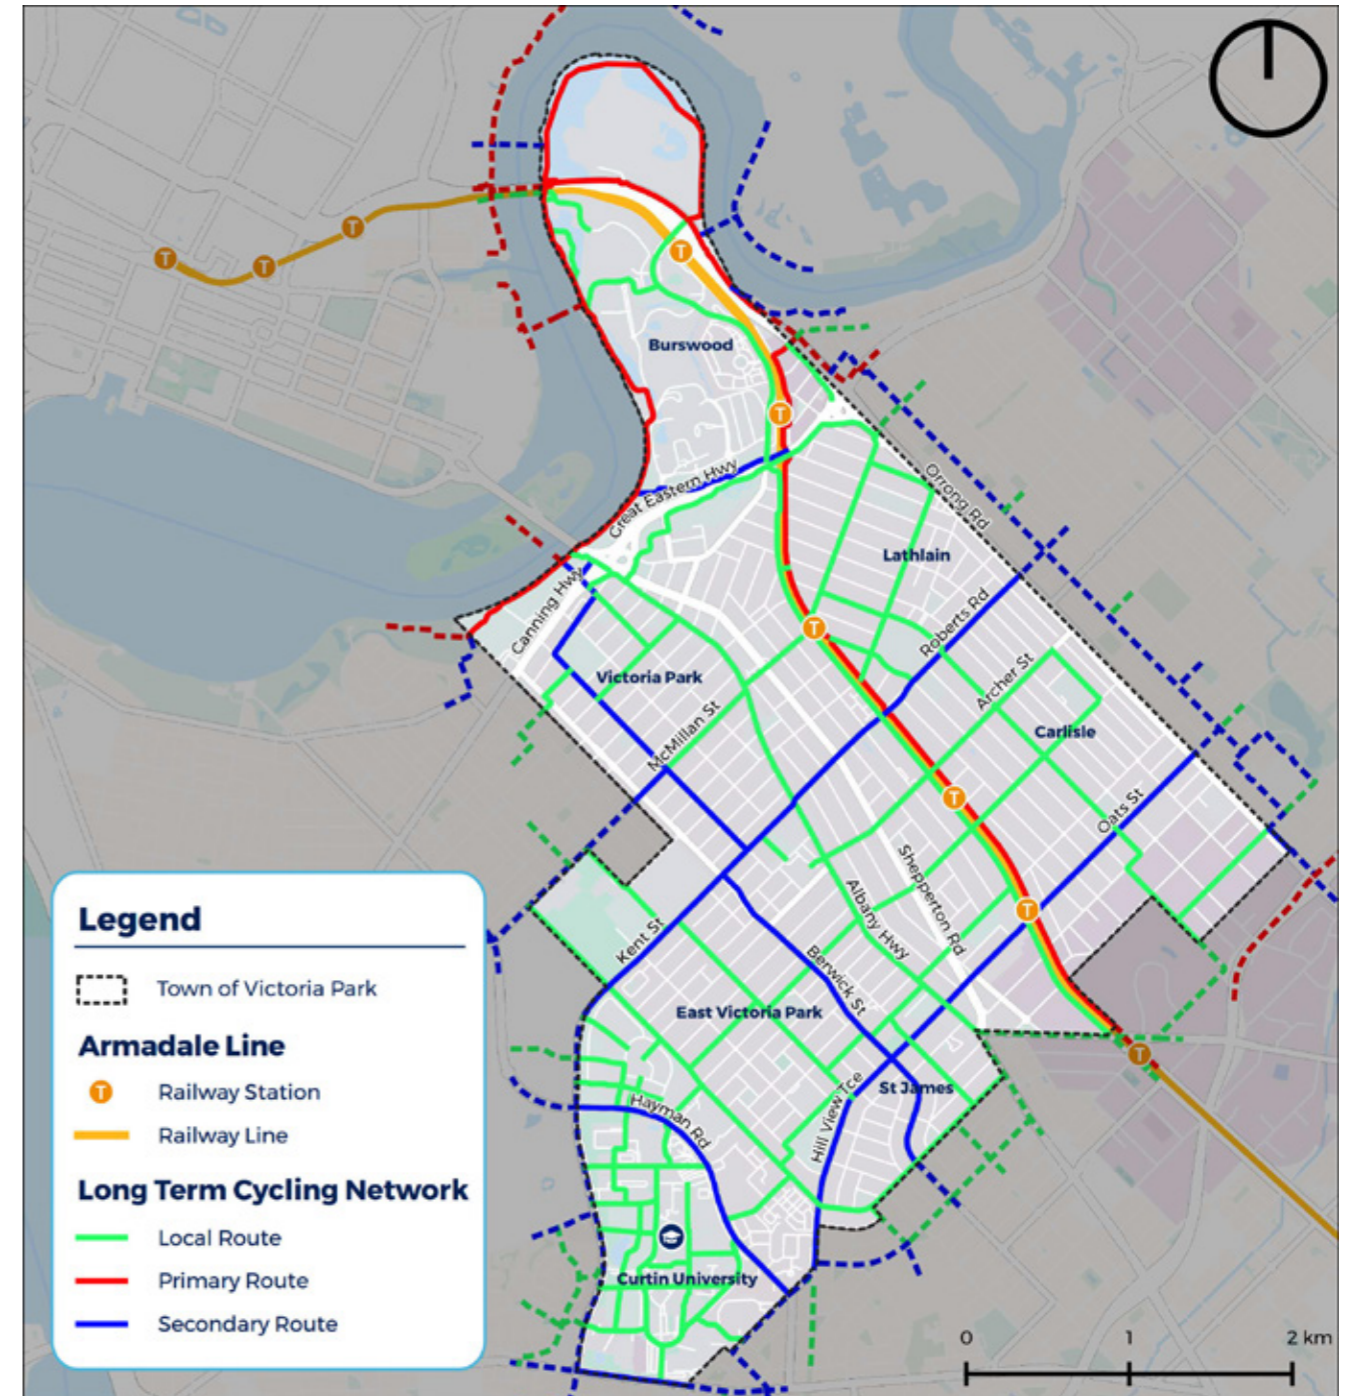 T
T
T
T
Burswood
T
Great Eastern Hwy
Orrong Rd
Lathlain
Canning Hwy
Roberts Rd
T
Victoria Park
Archer St
McMillan St
Carlisle
T
Oats St
Shepperton Rd
Albany Hwy
T
Kent St
Berwick St
East Victoria Park
T
St James
Hayman Rd
Hill View Tce
Curtin University
Legend
Town of Victoria Park
Armadale Line
T Railway Station
Railway Line
Long Term Cycling Network
Local Route
Primary Route
Secondary Route
0 1 2 km